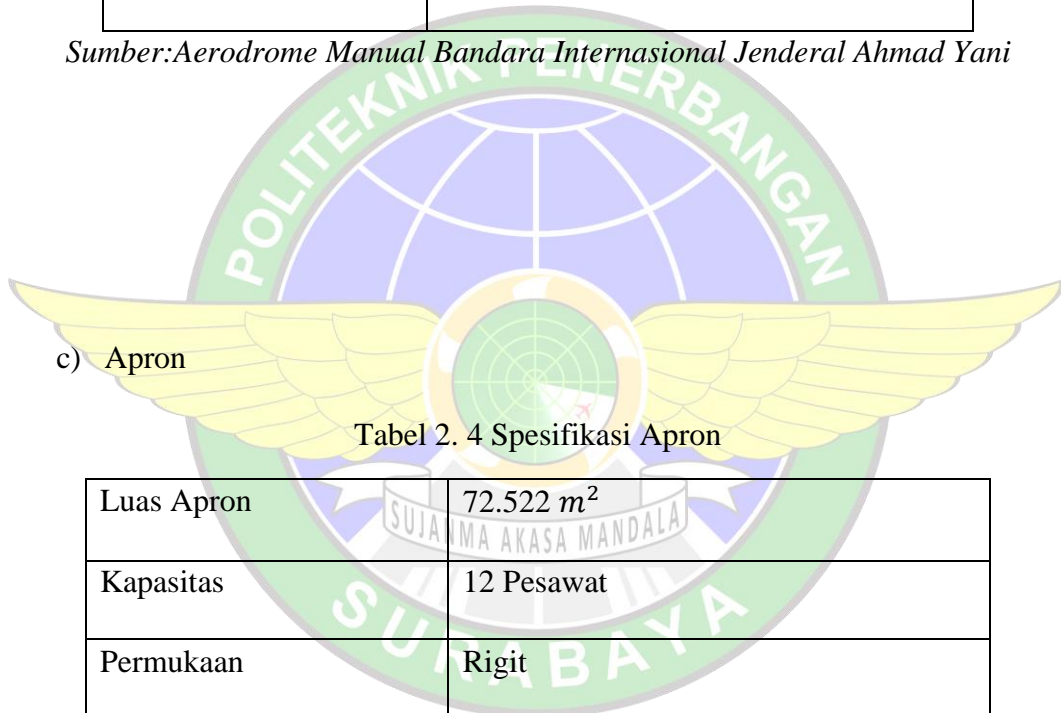 Sumber:Aerodrome Manual Bandara Internasional Jenderal Ahmad Yani
POLITEKNIK PENERBANGAN
c) Apron
Tabel 2. 4 Spesifikasi Apron
Luas Apron 72.522 m²
SUJANMA AKASA MANDALA
Kapasitas 12 Pesawat
Permukaan Rigit
SURABAYA